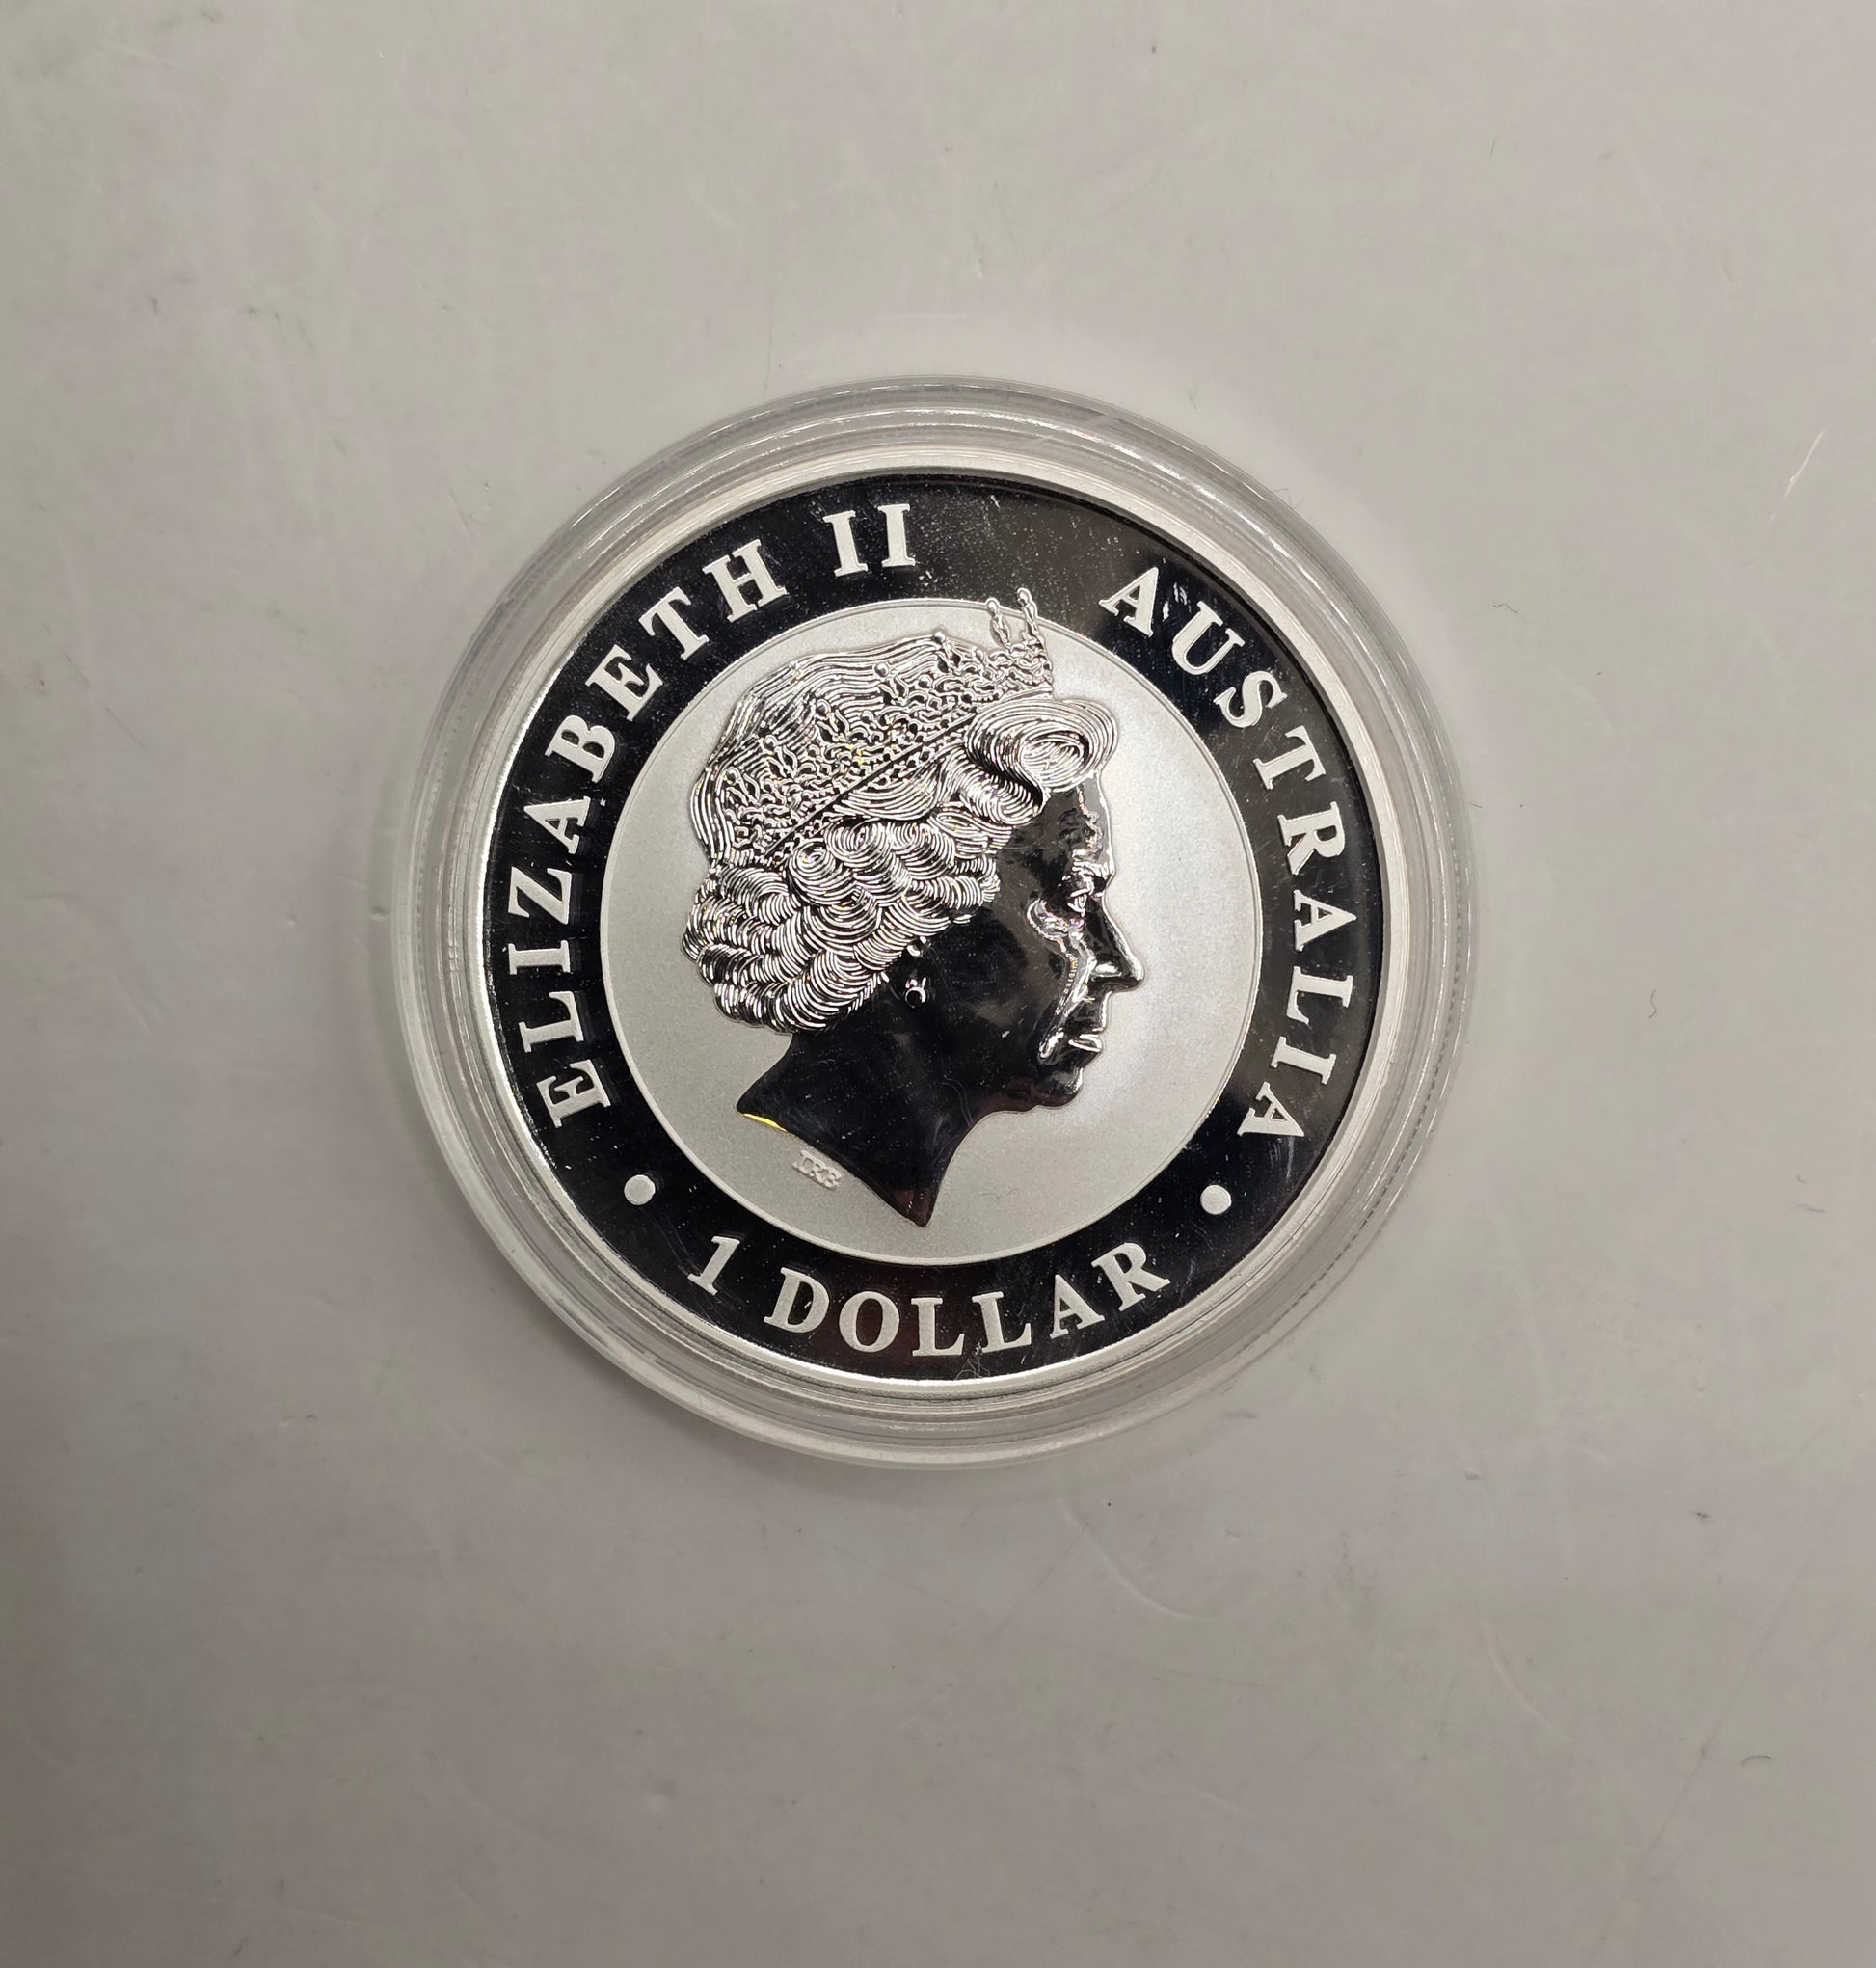 ELIZABETH II AUSTRALIA
• 1 DOLLAR •
IRB